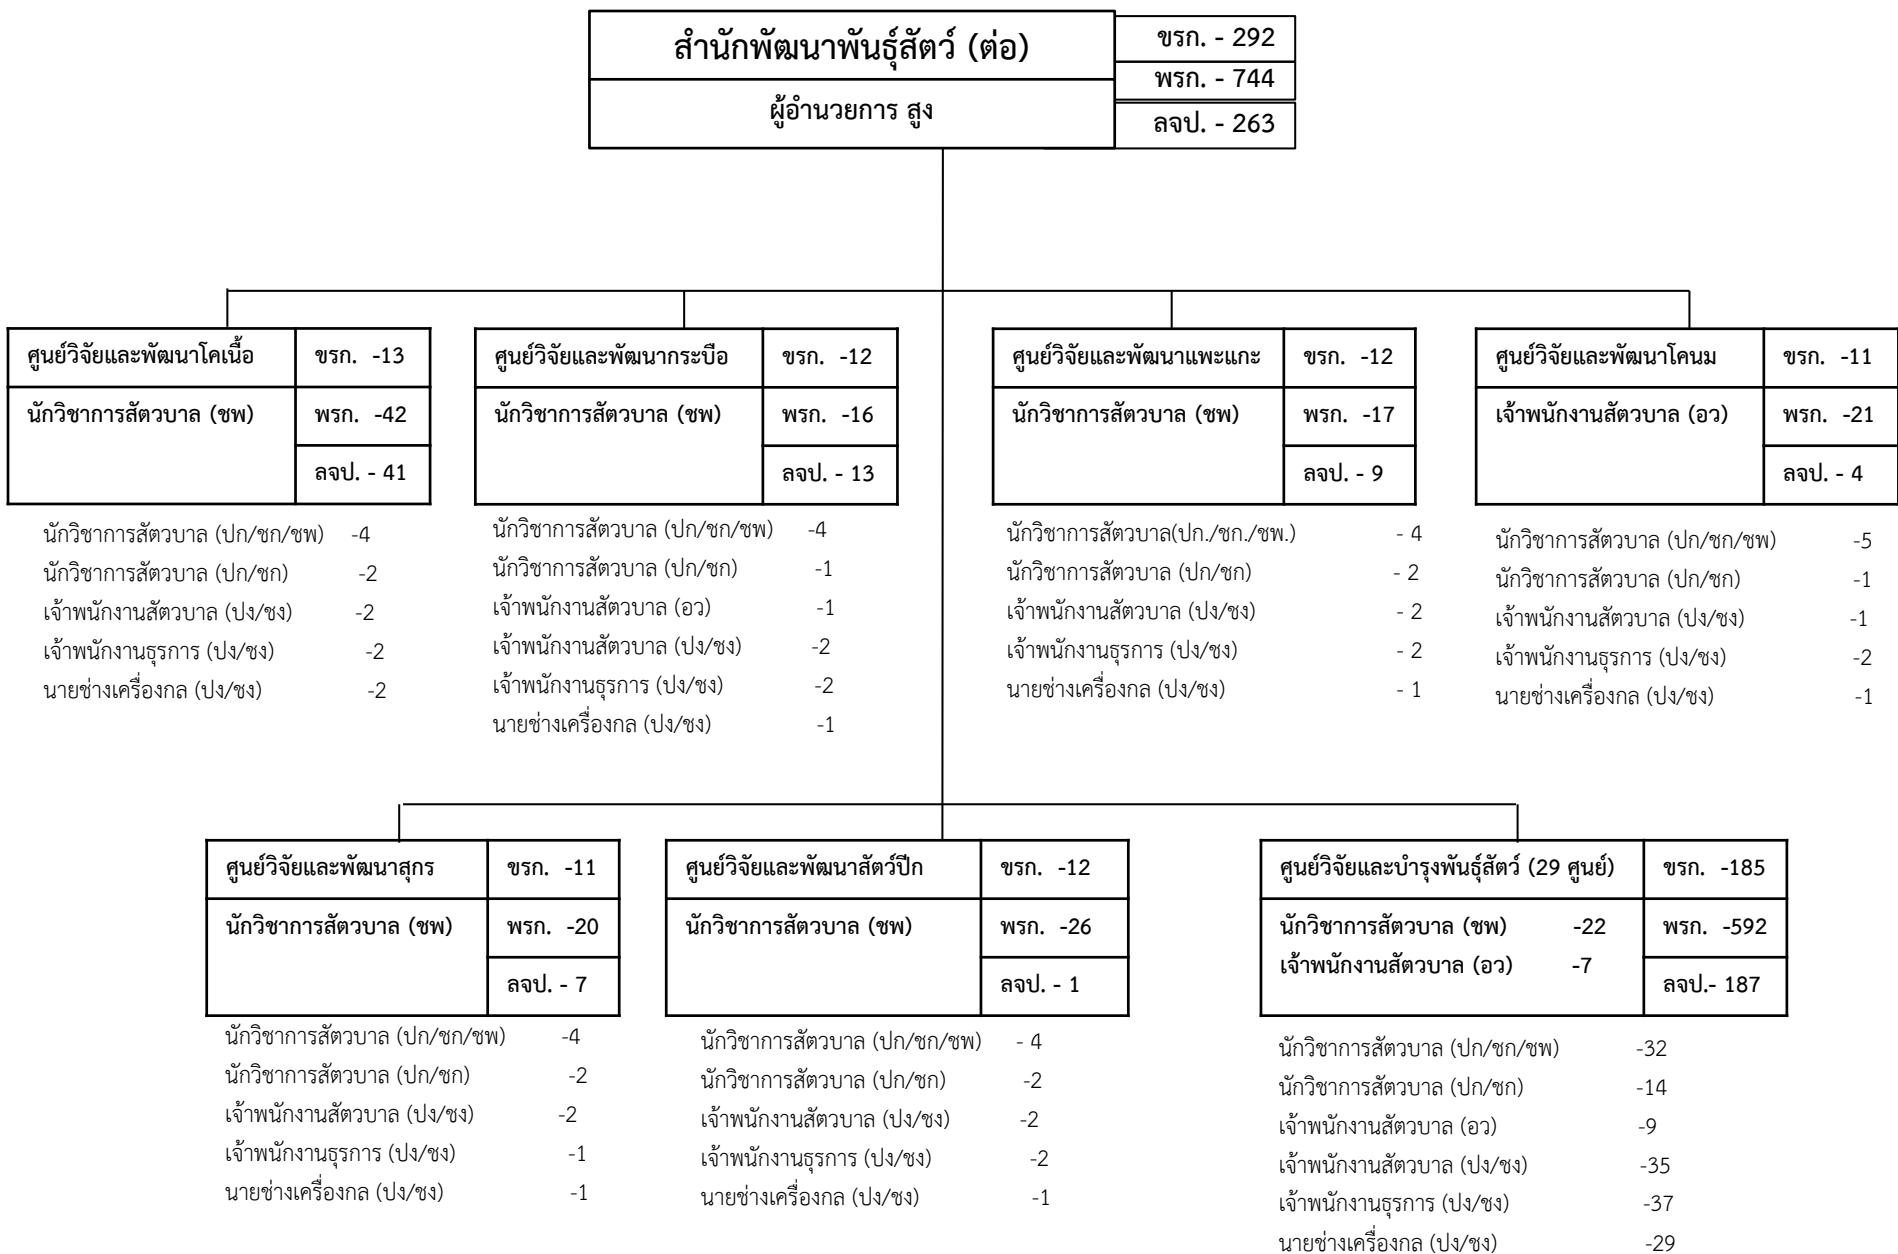 สำนักพัฒนาพันธุ์สัตว์ (ต่อ)
ขรก. - 292
พรก. - 744
ผู้อำนวยการ สูง
ลจป. - 263
ศูนย์วิจัยและพัฒนาโคเนื้อ
ขรก. -13
นักวิชาการสัตวบาล (ชพ)
พรก. -42
ลจป. - 41
นักวิชาการสัตวบาล (ปก/ชก/ชพ) -4
นักวิชาการสัตวบาล (ปก/ชก) -2
เจ้าพนักงานสัตวบาล (ปง/ชง) -2
เจ้าพนักงานธุรการ (ปง/ชง) -2
นายช่างเครื่องกล (ปง/ชง) -2
ศูนย์วิจัยและพัฒนากระบือ
ขรก. -12
นักวิชาการสัตวบาล (ชพ)
พรก. -16
ลจป. - 13
นักวิชาการสัตวบาล (ปก/ชก/ชพ) -4
นักวิชาการสัตวบาล (ปก/ชก) -1
เจ้าพนักงานสัตวบาล (อว) -1
เจ้าพนักงานสัตวบาล (ปง/ชง) -2
เจ้าพนักงานธุรการ (ปง/ชง) -2
นายช่างเครื่องกล (ปง/ชง) -1
ศูนย์วิจัยและพัฒนาแพะแกะ
ขรก. -12
นักวิชาการสัตวบาล (ชพ)
พรก. -17
ลจป. - 9
นักวิชาการสัตวบาล(ปก./ชก./ชพ.) - 4
นักวิชาการสัตวบาล (ปก/ชก) - 2
เจ้าพนักงานสัตวบาล (ปง/ชง) - 2
เจ้าพนักงานธุรการ (ปง/ชง) - 2
นายช่างเครื่องกล (ปง/ชง) - 1
ศูนย์วิจัยและพัฒนาโคนม
ขรก. -11
เจ้าพนักงานสัตวบาล (อว)
พรก. -21
ลจป. - 4
นักวิชาการสัตวบาล (ปก/ชก/ชพ) -5
นักวิชาการสัตวบาล (ปก/ชก) -1
เจ้าพนักงานสัตวบาล (ปง/ชง) -1
เจ้าพนักงานธุรการ (ปง/ชง) -2
นายช่างเครื่องกล (ปง/ชง) -1
ศูนย์วิจัยและพัฒนาสุกร
ขรก. -11
นักวิชาการสัตวบาล (ชพ)
พรก. -20
ลจป. - 7
นักวิชาการสัตวบาล (ปก/ชก/ชพ) -4
นักวิชาการสัตวบาล (ปก/ชก) -2
เจ้าพนักงานสัตวบาล (ปง/ชง) -2
เจ้าพนักงานธุรการ (ปง/ชง) -1
นายช่างเครื่องกล (ปง/ชง) -1
ศูนย์วิจัยและพัฒนาสัตว์ปีก
ขรก. -12
นักวิชาการสัตวบาล (ชพ)
พรก. -26
ลจป. - 1
นักวิชาการสัตวบาล (ปก/ชก/ชพ) - 4
นักวิชาการสัตวบาล (ปก/ชก) -2
เจ้าพนักงานสัตวบาล (ปง/ชง) -2
เจ้าพนักงานธุรการ (ปง/ชง) -2
นายช่างเครื่องกล (ปง/ชง) -1
ศูนย์วิจัยและบำรุงพันธุ์สัตว์ (29 ศูนย์)
ขรก. -185
นักวิชาการสัตวบาล (ชพ) -22
พรก. -592
เจ้าพนักงานสัตวบาล (อว) -7
ลจป.- 187
นักวิชาการสัตวบาล (ปก/ชก/ชพ) -32
นักวิชาการสัตวบาล (ปก/ชก) -14
เจ้าพนักงานสัตวบาล (อว) -9
เจ้าพนักงานสัตวบาล (ปง/ชง) -35
เจ้าพนักงานธุรการ (ปง/ชง) -37
นายช่างเครื่องกล (ปง/ชง) -29